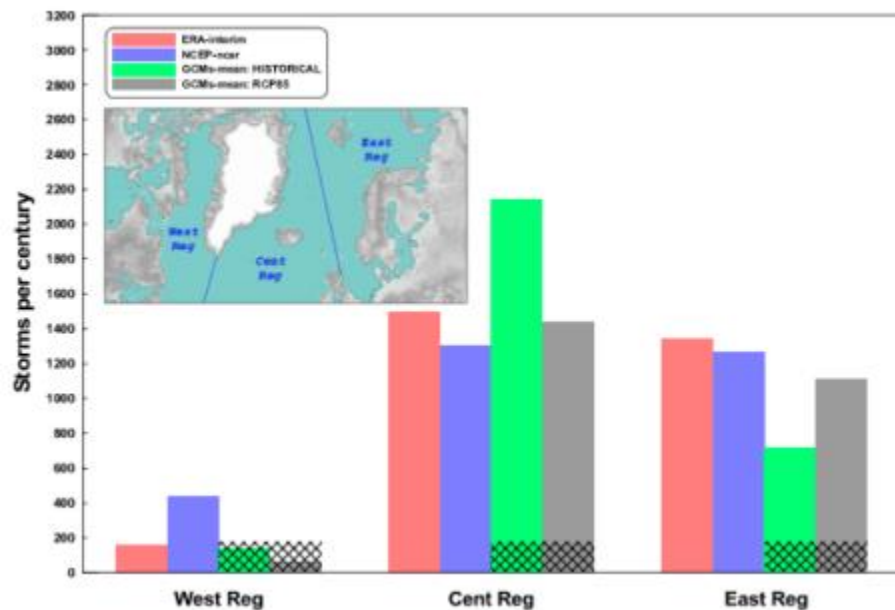 3200
3000
2800
2600
2400
2200
2000
1800
1600
1400
1200
1000
800
600
400
200
0
Storms per century
ERA-interim
NCEP-ncar
GCMs-mean: HISTORICAL
GCMs-mean: RCP85
East
Reg
West
Reg
Cent
Reg
West Reg
Cent Reg
East Reg